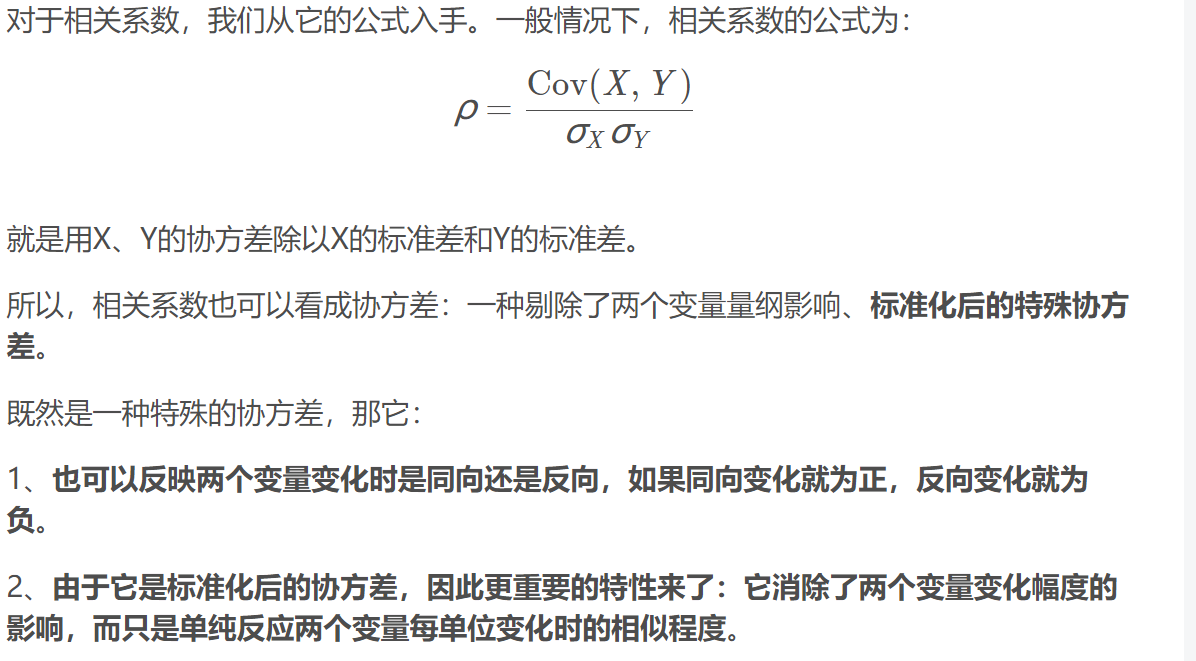 对于相关系数，我们从它的公式入手。一般情况下，相关系数的公式为：
ρ = Cov(X, Y) / σX σY
就是用X、Y的协方差除以X的标准差和Y的标准差。
所以，相关系数也可以看成协方差：一种剔除了两个变量量纲影响、标准化后的特殊协方
差。
既然是一种特殊的协方差，那它：
1、也可以反映两个变量变化时是同向还是反向，如果同向变化就为正，反向变化就为
负。
2、由于它是标准化后的协方差，因此更重要的特性来了：它消除了两个变量变化幅度的
影响，而只是单纯反应两个变量每单位变化时的相似程度。